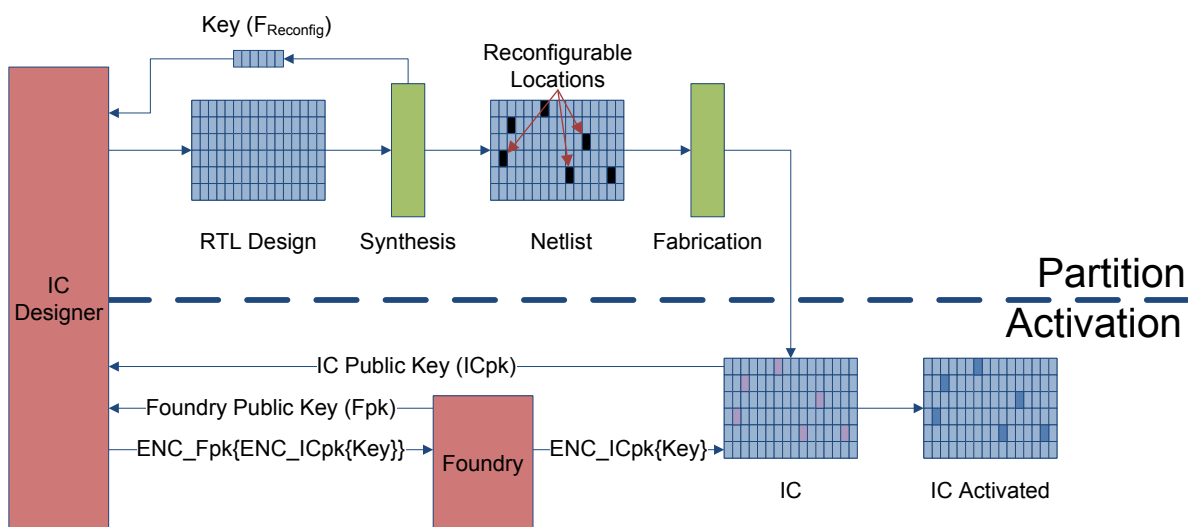 Key (FReconfig)
Reconfigurable
Locations
RTL Design
Synthesis
Netlist
Fabrication
IC
Designer
Partition
Activation
IC Public Key (ICpk)
Foundry Public Key (Fpk)
ENC_Fpk{ENC_ICpk{Key}}
Foundry
ENC_ICpk{Key}
IC
IC Activated